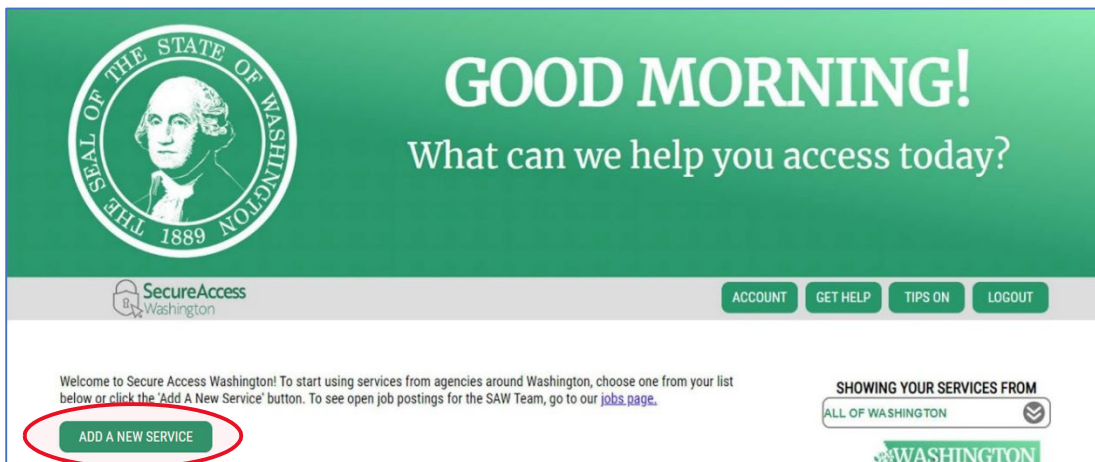 THE SEAL OF THE STATE OF WASHINGTON
1889
GOOD MORNING!
What can we help you access today?
SecureAccess
Washington
ACCOUNT GET HELP TIPS ON LOGOUT
Welcome to Secure Access Washington! To start using services from agencies around Washington, choose one from your list
below or click the 'Add A New Service' button. To see open job postings for the SAW Team, go to our jobs page.
ADD A NEW SERVICE
SHOWING YOUR SERVICES FROM
ALL OF WASHINGTON
WASHINGTON